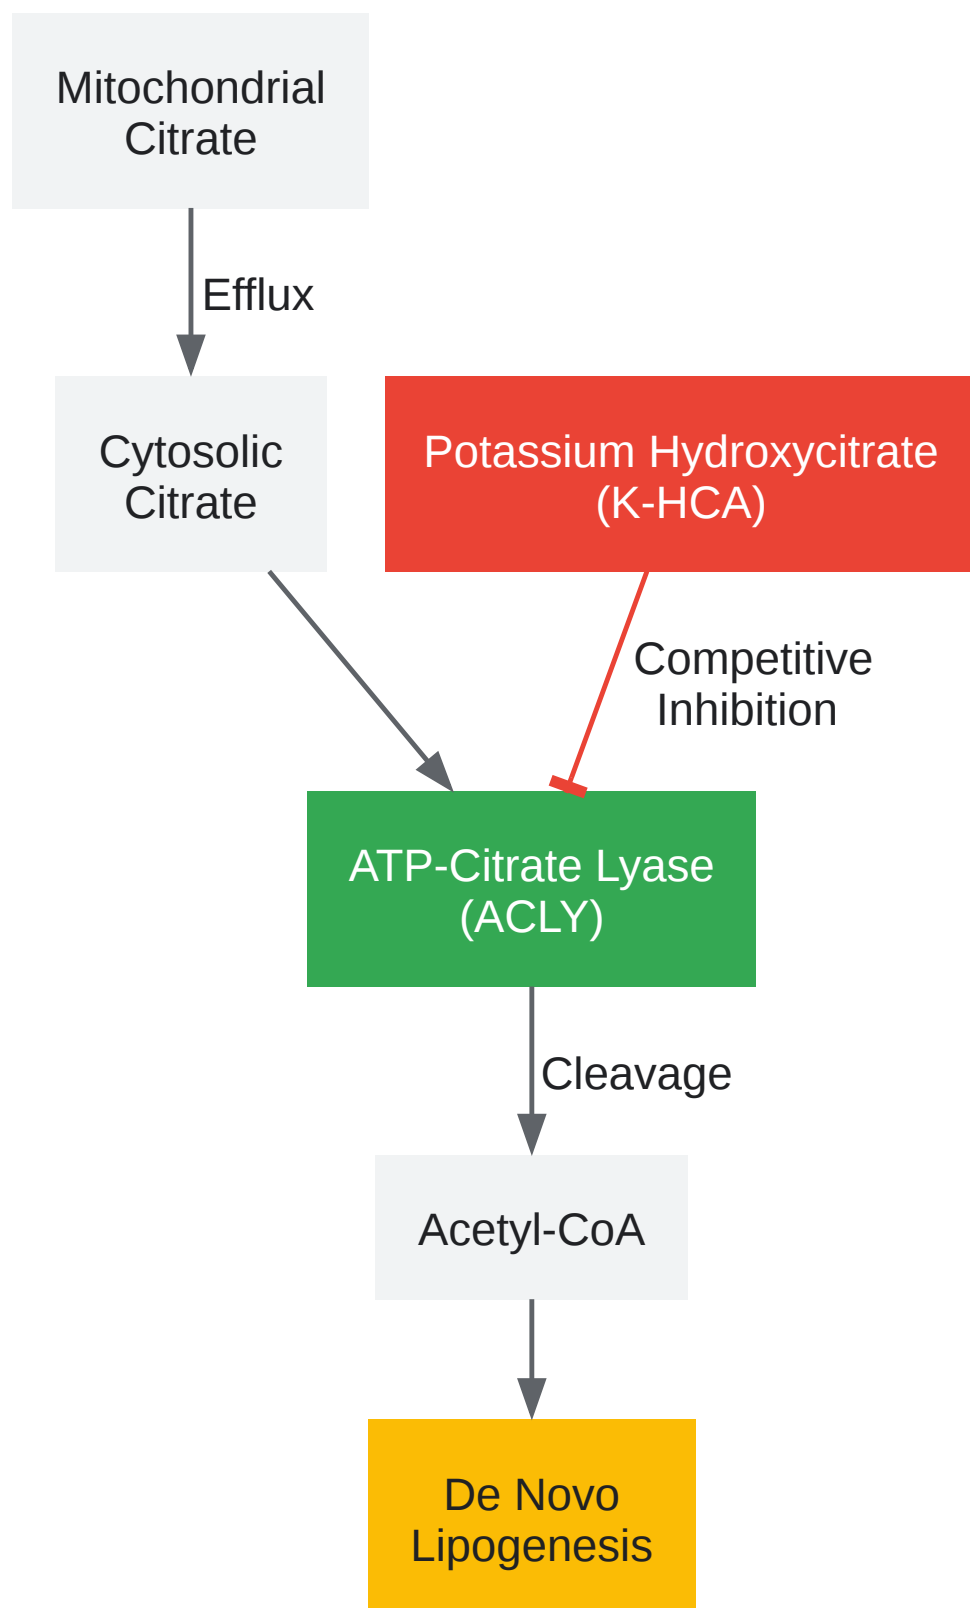 Mitochondrial
Citrate
Efflux
Cytosolic
Citrate
Potassium Hydroxycitrate
(K-HCA)
Competitive
Inhibition
ATP-Citrate Lyase
(ACLY)
Cleavage
Acetyl-CoA
De Novo
Lipogenesis